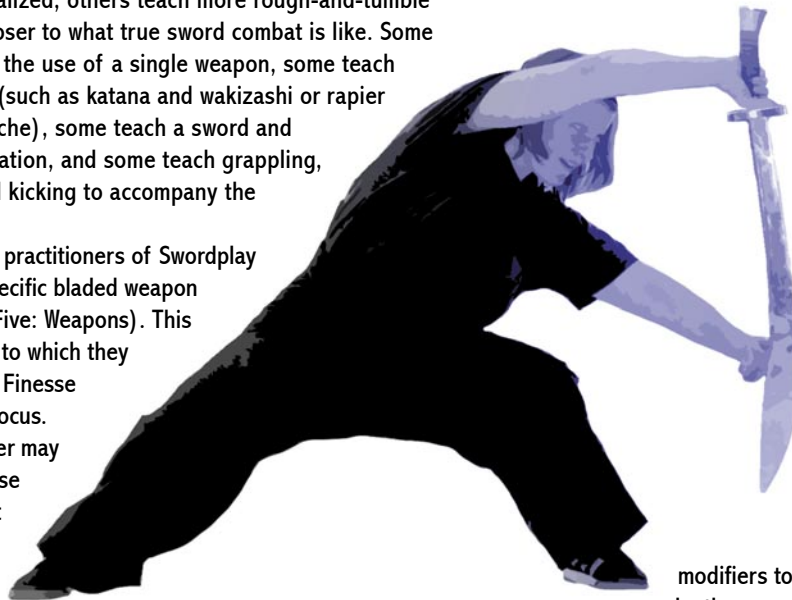 others teach more rough-and-tumble
oser to what true sword combat is like. Some
the use of a single weapon, some teach
(such as katana and wakizashi or rapier
che), some teach a sword and
ation, and some teach grappling,
kicking to accompany the
practitioners of Swordplay
ecific bladed weapon
Five: Weapons). This
to which they
Finesse
ocus.
er may
se
modifiers to